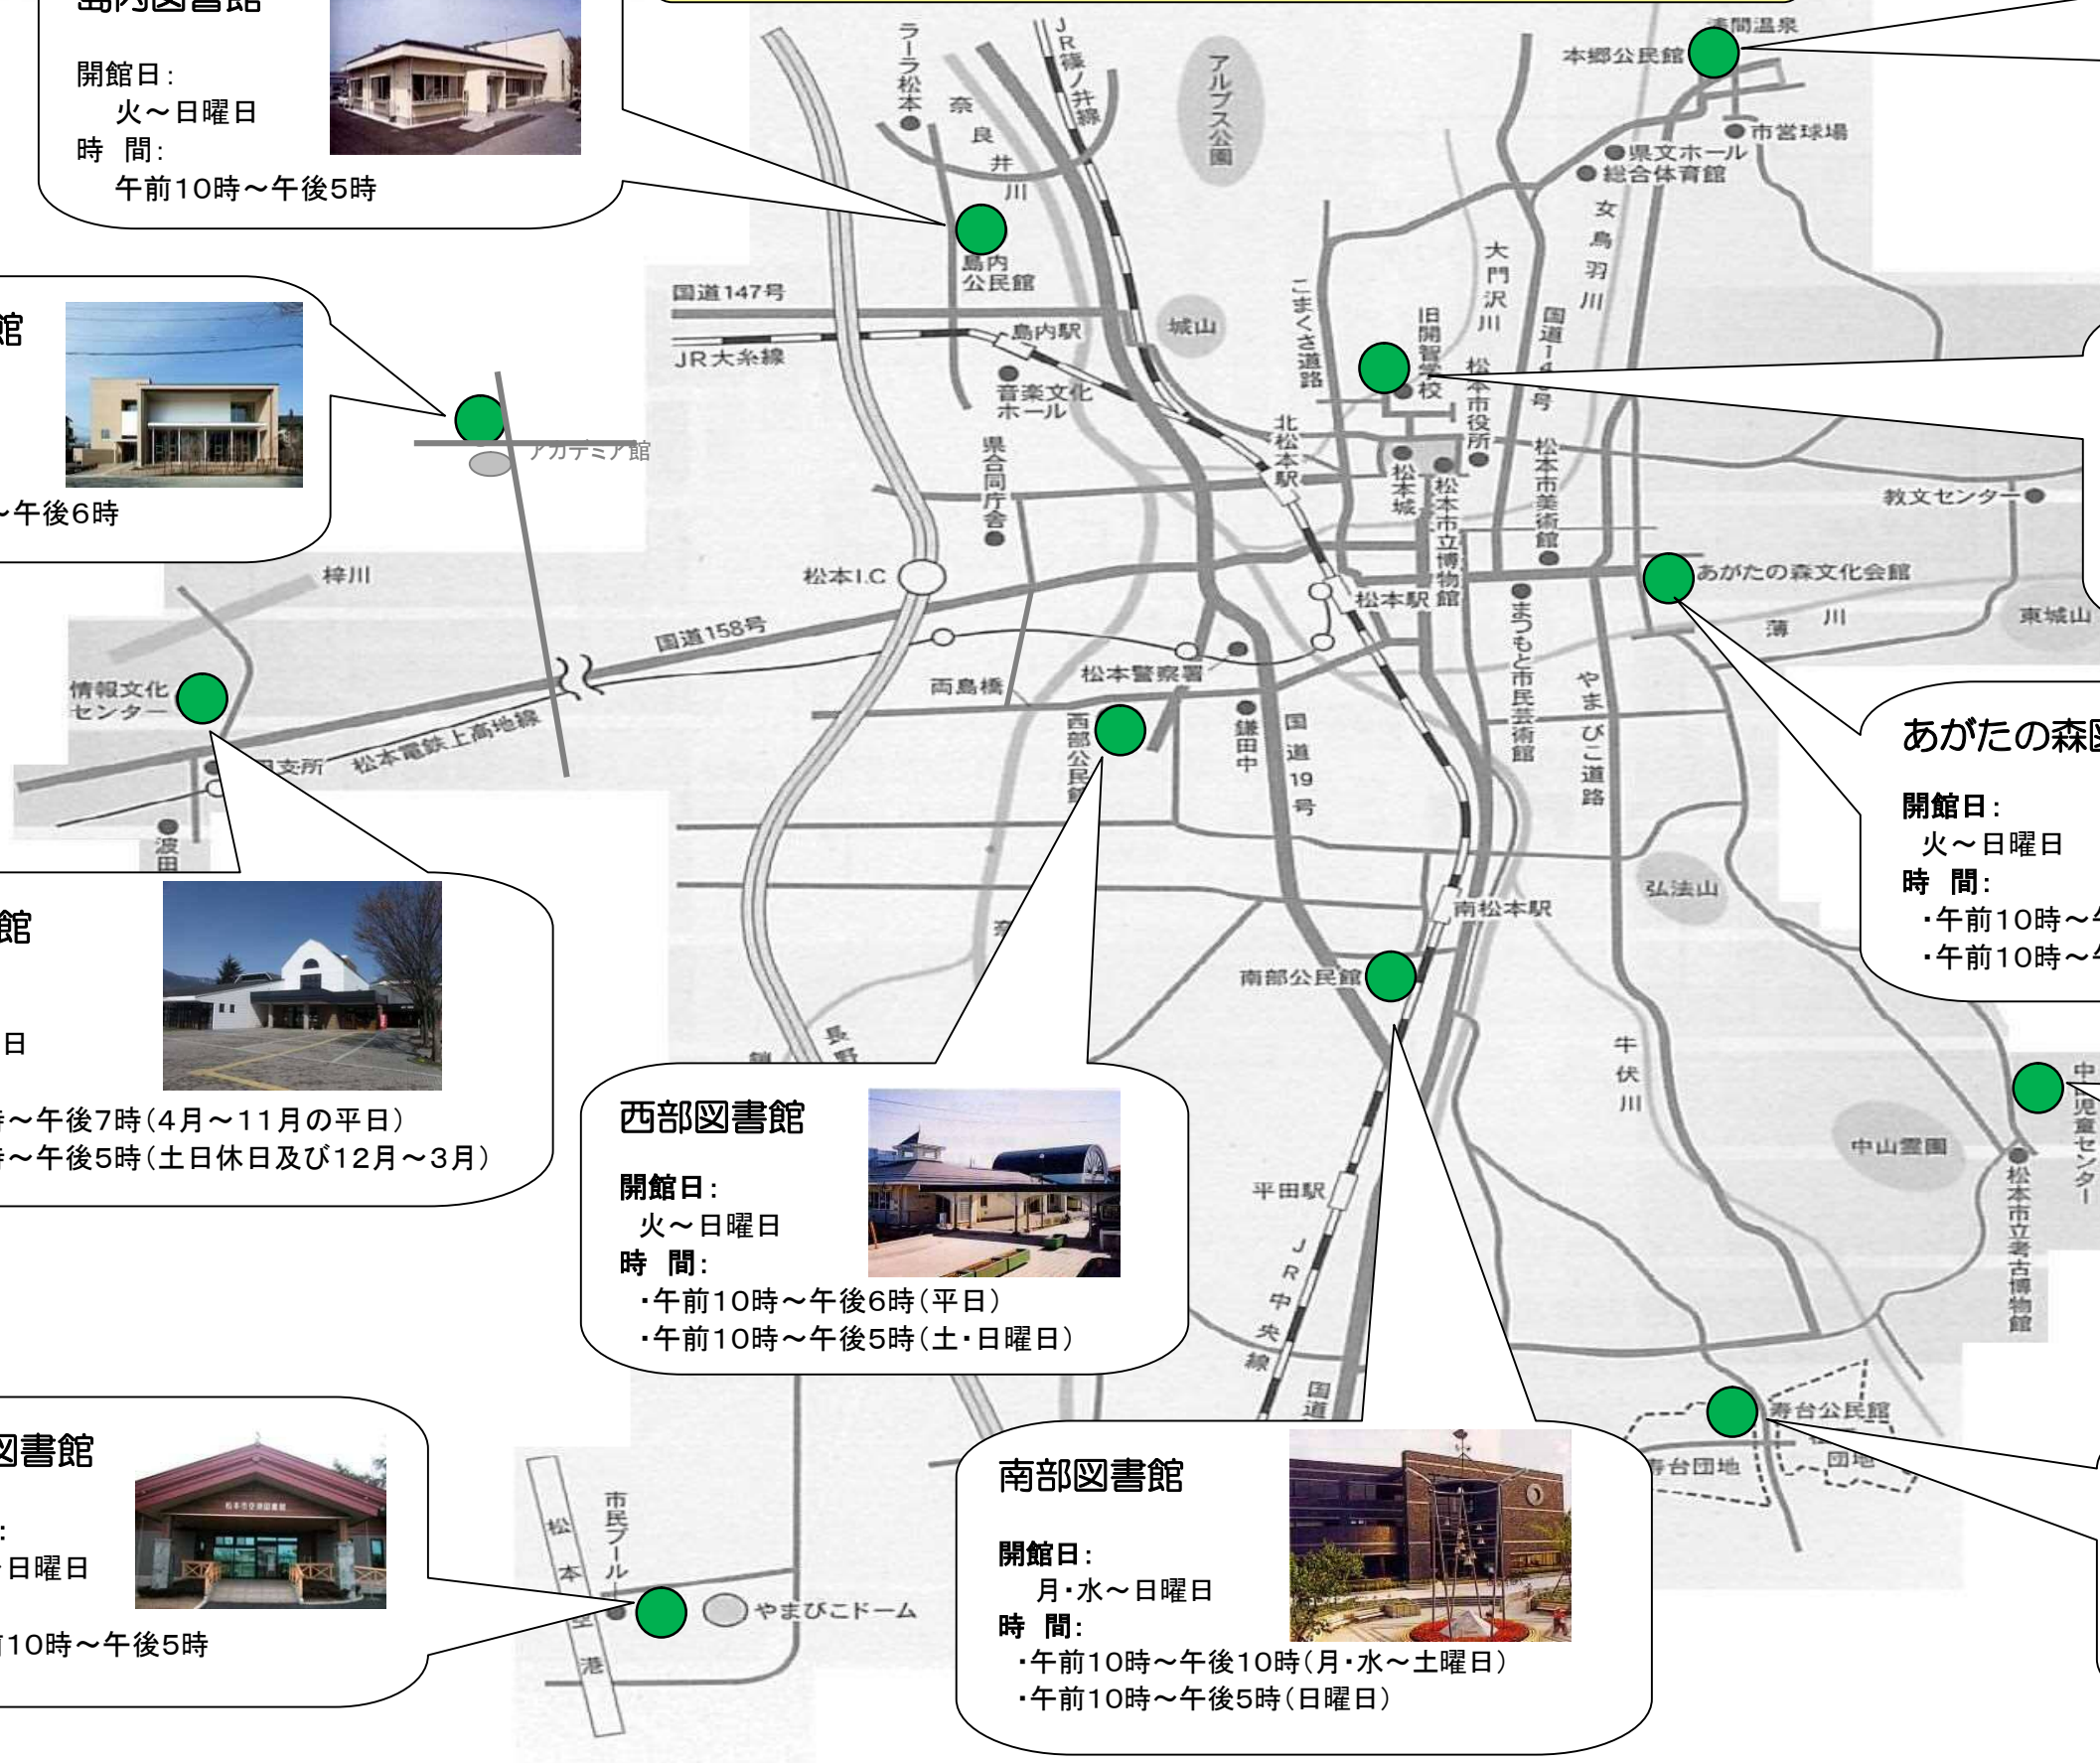 島内図書館
開館日:
火～日曜日
時 間:
午前10時～午後5時
館
～午後6時
アカデミア館
梓川
情報文化
センター
支所
松本電鉄上高地線
波田
館
日
時～午後7時(4月～11月の平日)
時～午後5時(土日休日及び12月～3月)
図書館
:
日曜日
前10時～午後5時
松本市空港図書館
ラーラ松本
奈良井川
JR篠ノ井線
アルプス公園
島内
公民館
国道147号
JR大糸線
島内駅
音楽文化
ホール
城山
県合同庁舎
松本I.C
国道158号
両島橋
松本警察署
西部公民館
鎌田中
国道19号
北松本駅
こまくさ道路
旧開智学校
大門沢川
女鳥羽川
松本市役所
松本城
松本市立博物館
松本市美術館
松本駅
まつもと市民芸術館
やまびこ道路
浅間温泉
本郷公民館
市営球場
県文ホール
総合体育館
教文センター
あがたの森文化会館
薄川
東城山
あがたの森図
開館日:
火～日曜日
時 間:
・午前10時～午
・午前10時～午
弘法山
南松本駅
南部公民館
牛伏川
中山霊園
松本市立考古博物館
平田駅
JR中央線
国道
長野
西部図書館
開館日:
火～日曜日
時 間:
・午前10時～午後6時(平日)
・午前10時～午後5時(土・日曜日)
寿台公民館
寿台団地
団地
南部図書館
開館日:
月・水～日曜日
時 間:
・午前10時～午後10時(月・水～土曜日)
・午前10時～午後5時(日曜日)
松本空港
市民プール
やまびこドーム